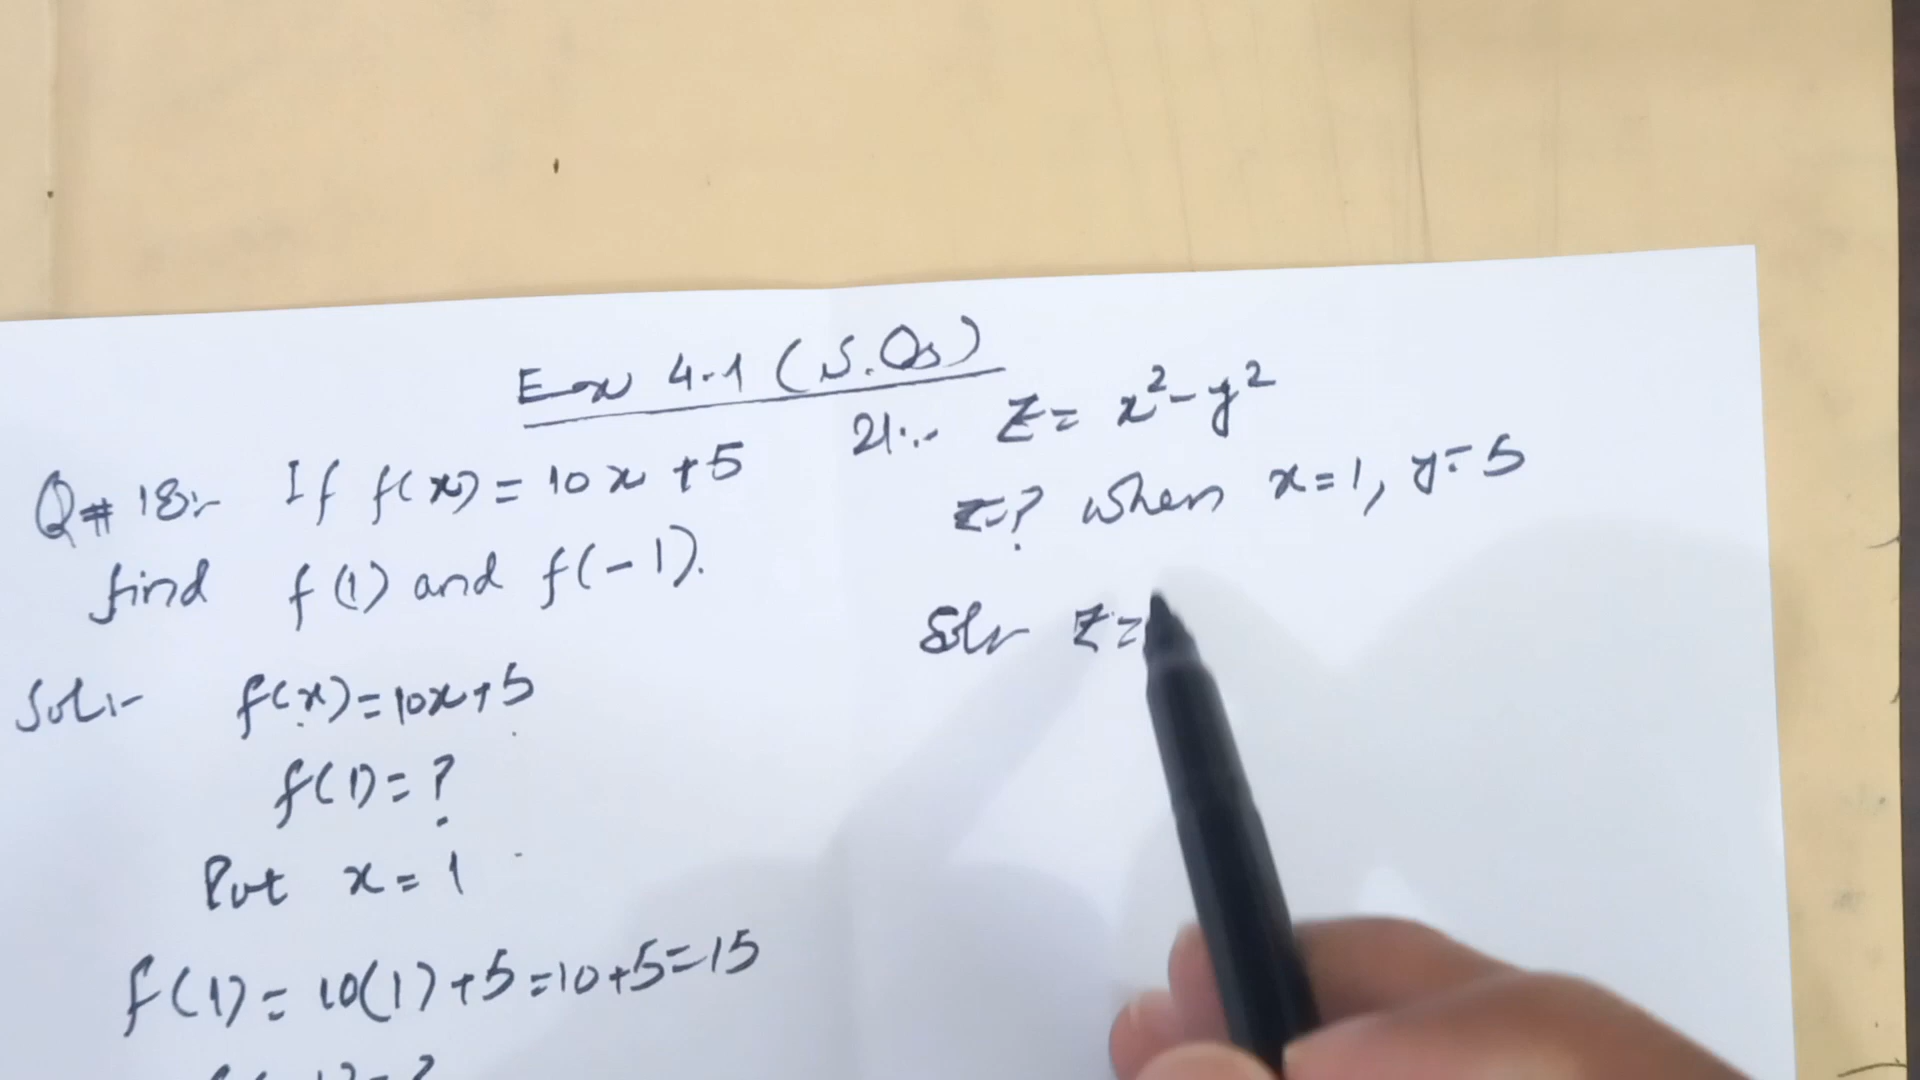 Ex 4.1 (S.Qs)
Q# 18:- If f(x) = 10x + 5
find f(1) and f(-1).
Sol:- f(x) = 10x + 5
f(1) = ?
Put x = 1
f(1) = 10(1) + 5 = 10 + 5 = 15
21:- Z = x² - y²
Z = ? when x = 1, y = 5
Sol:- Z =